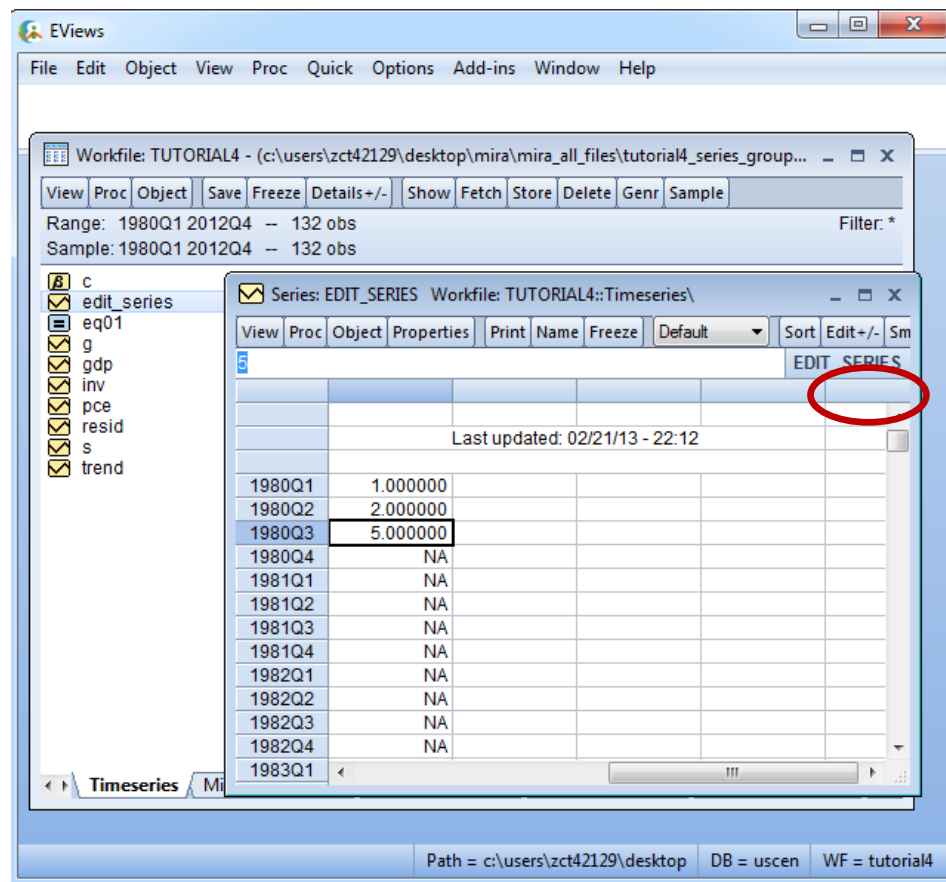 EViews
File Edit Object View Proc Quick Options Add-ins Window Help
Workfile: TUTORIAL4 - (c:\users\zct42129\desktop\mira\mira_all_files\tutorial4_series_group...
View Proc Object Save Freeze Details+/- Show Fetch Store Delete Genr Sample
Range: 1980Q1 2012Q4 -- 132 obs Filter: *
Sample: 1980Q1 2012Q4 -- 132 obs
c
edit_series
eq01
g
gdp
inv
pce
resid
s
trend
Series: EDIT_SERIES Workfile: TUTORIAL4::Timeseries\
View Proc Object Properties Print Name Freeze Default Sort Edit+/- Sm
5 EDIT_SERIES
Last updated: 02/21/13 - 22:12
1980Q1 1.000000
1980Q2 2.000000
1980Q3 5.000000
1980Q4 NA
1981Q1 NA
1981Q2 NA
1981Q3 NA
1981Q4 NA
1982Q1 NA
1982Q2 NA
1982Q3 NA
1982Q4 NA
1983Q1
Timeseries Mi
Path = c:\users\zct42129\desktop DB = uscen WF = tutorial4